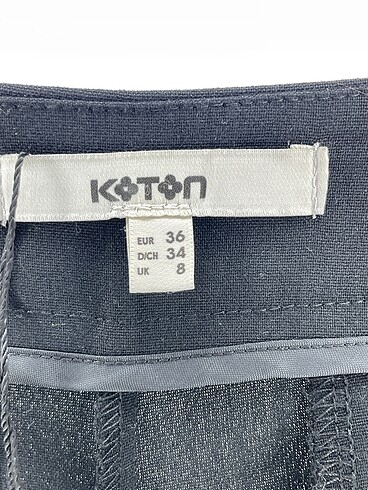 KOTON
EUR 36
D/CH 34
UK 8